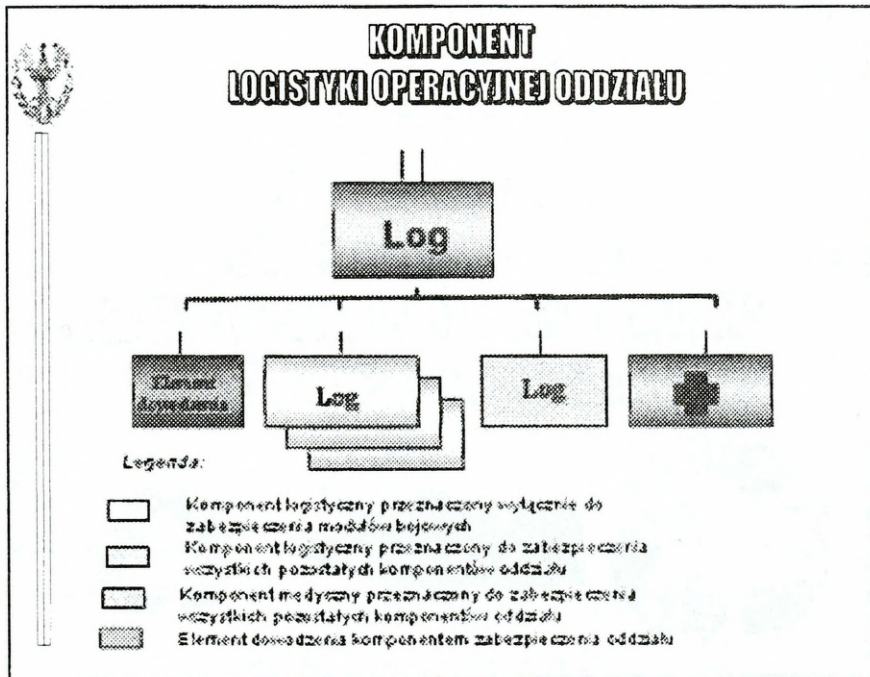 KOMPONENT
LOGISTYKI OPERACYJNEJ ODDZIAŁU
Log
Element
dowodzenia
Log
Log
Legenda:
Komponent logistyczny przeznaczony wyłącznie do
zabezpieczenia modułów bojowych
Komponent logistyczny przeznaczony do zabezpieczenia
wszystkich pozostałych komponentów oddziału
Komponent medyczny przeznaczony do zabezpieczenia
wszystkich pozostałych komponentów oddziału
Element dowodzenia komponentem zabezpieczenia oddziału